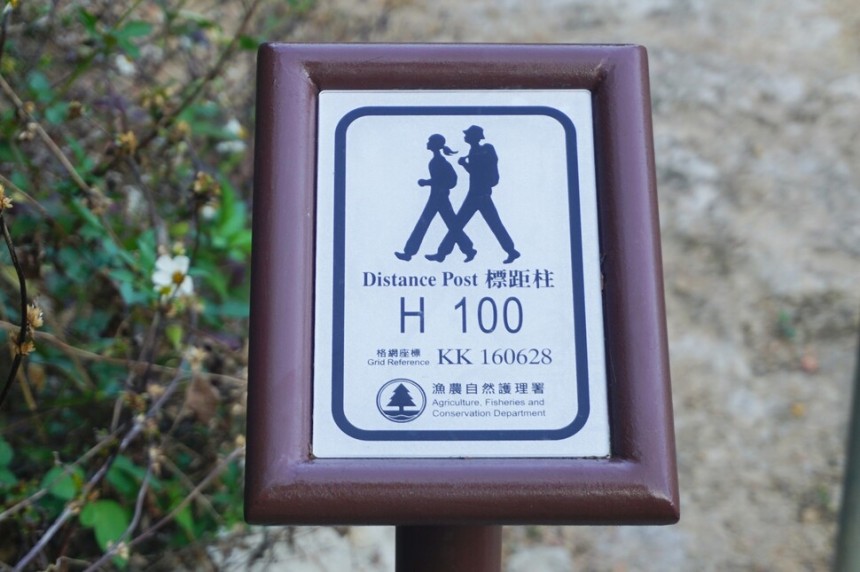 Distance Post 標距柱
H 100
格網座標
Grid Reference KK 160628
漁農自然護理署
Agriculture, Fisheries and
Conservation Department